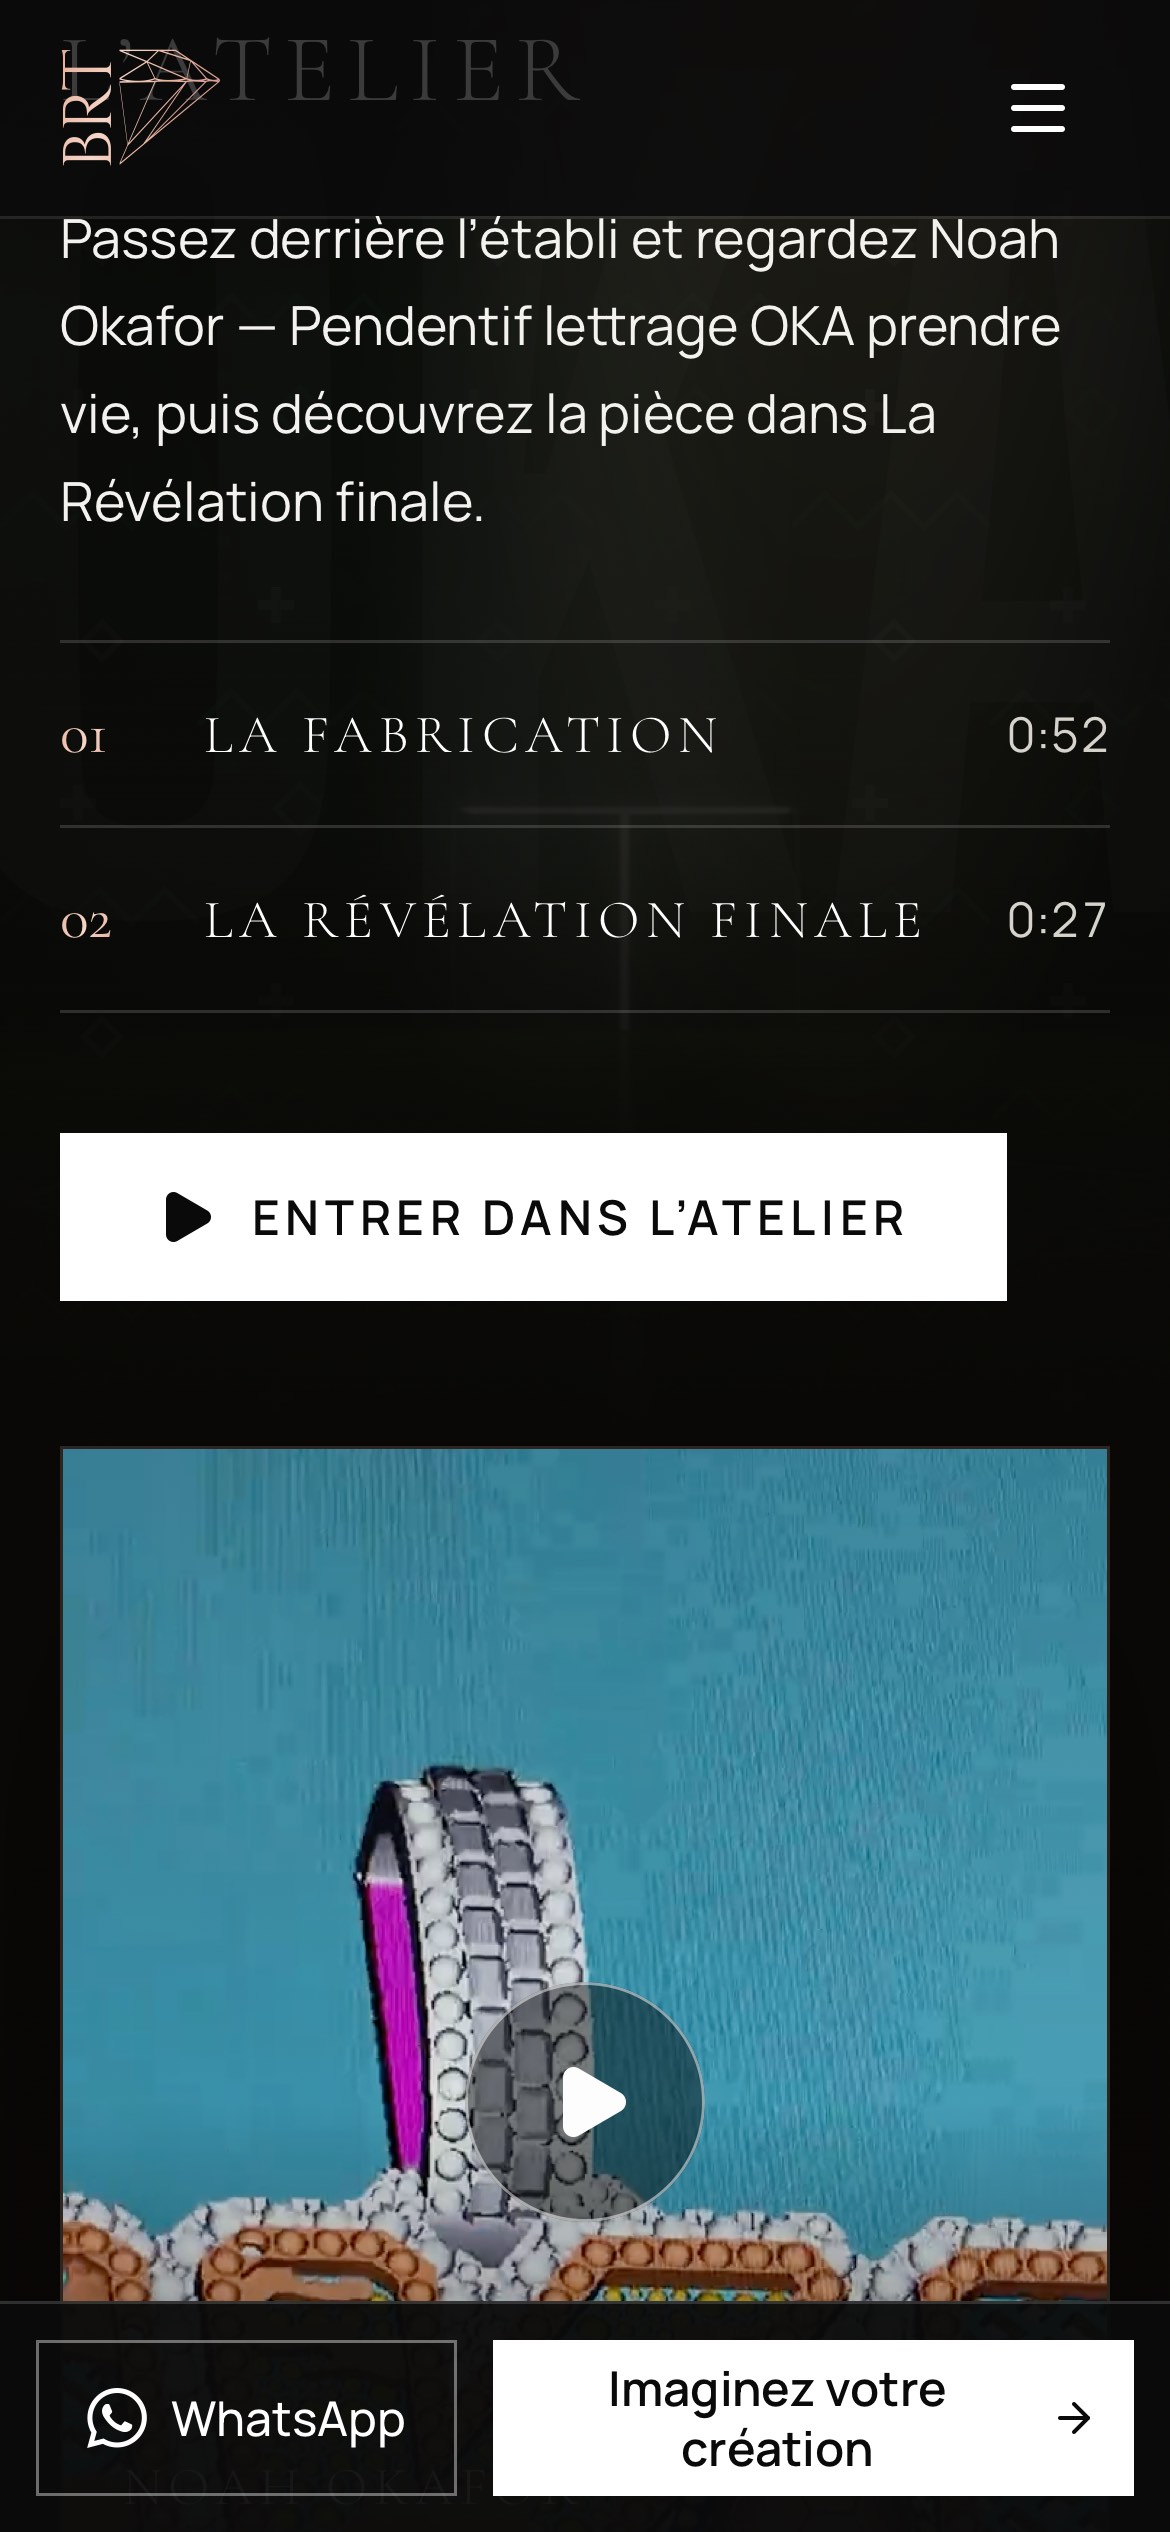 L’ATELIER
BRT
Passez derrière l’établi et regardez Noah
Okafor — Pendentif lettrage OKA prendre
vie, puis découvrez la pièce dans La
Révélation finale.
01 LA FABRICATION 0:52
02 LA RÉVÉLATION FINALE 0:27
ENTRER DANS L’ATELIER
WhatsApp
Imaginez votre
création
NOAH OKAF